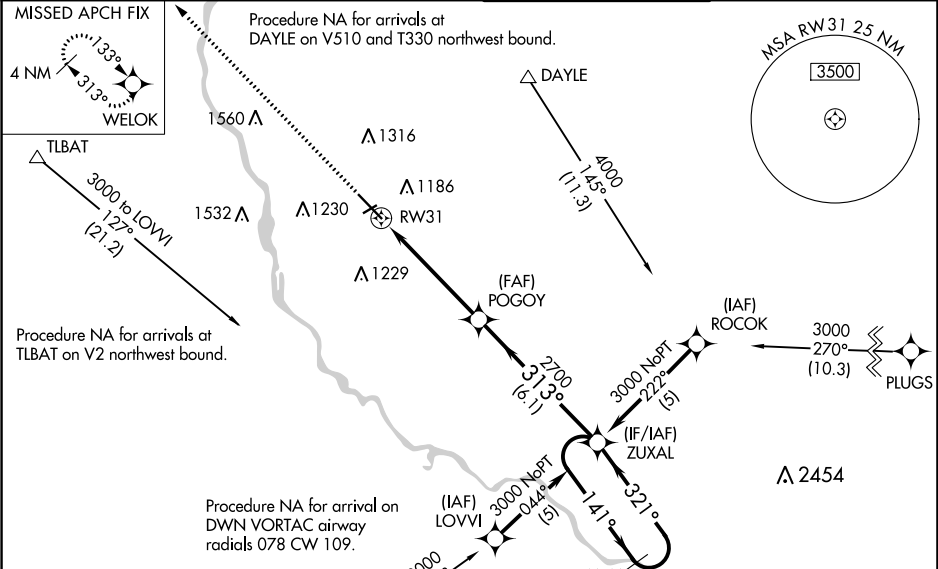 MISSED APCH FIX
4 NM
133°
313°
WELOK
Procedure NA for arrivals at
DAYLE on V510 and T330 northwest bound.
MSA RW31 25 NM
3500
DAYLE
4000
145°
(11.3)
1560
1316
TLBAT
3000 to LOVVI
127°
(21.2)
1186
1532
1230
RW31
1229
(FAF)
POGOY
Procedure NA for arrivals at
TLBAT on V2 northwest bound.
(IAF)
ROCOK
3000
270°
(10.3)
PLUGS
2700
313°
(6.1)
3000 NoPT
222°
(5)
(IF/IAF)
ZUXAL
2454
Procedure NA for arrival on
DWN VORTAC airway
radials 078 CW 109.
(IAF)
LOVVI
3000 NoPT
044°
(5)
141°
321°